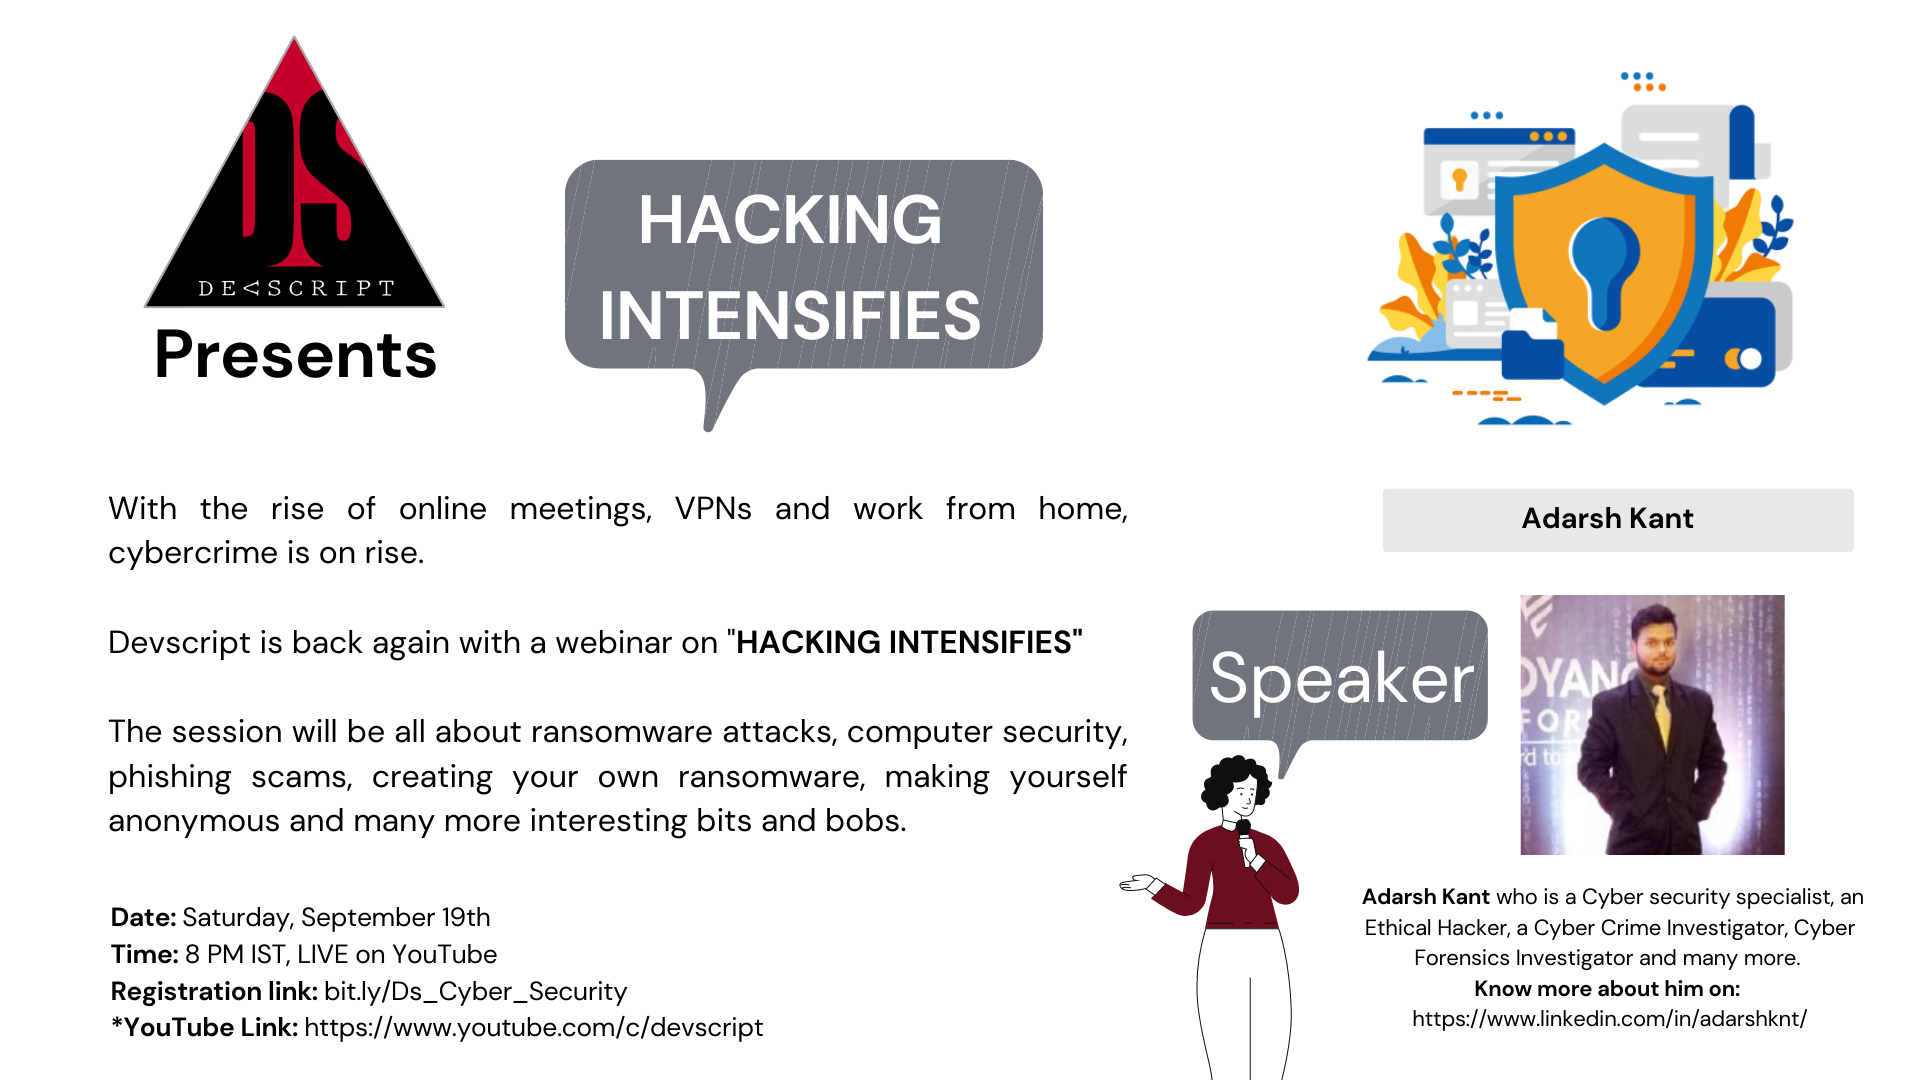 DS
DEVSCRIPT
Presents
HACKING
INTENSIFIES
With the rise of online meetings, VPNs and work from home,
cybercrime is on rise.
Devscript is back again with a webinar on "HACKING INTENSIFIES"
The session will be all about ransomware attacks, computer security,
phishing scams, creating your own ransomware, making yourself
anonymous and many more interesting bits and bobs.
Date: Saturday, September 19th
Time: 8 PM IST, LIVE on YouTube
Registration link: bit.ly/Ds_Cyber_Security
*YouTube Link: https://www.youtube.com/c/devscript
Adarsh Kant
Speaker
Adarsh Kant who is a Cyber security specialist, an
Ethical Hacker, a Cyber Crime Investigator, Cyber
Forensics Investigator and many more.
Know more about him on:
https://www.linkedin.com/in/adarshknt/